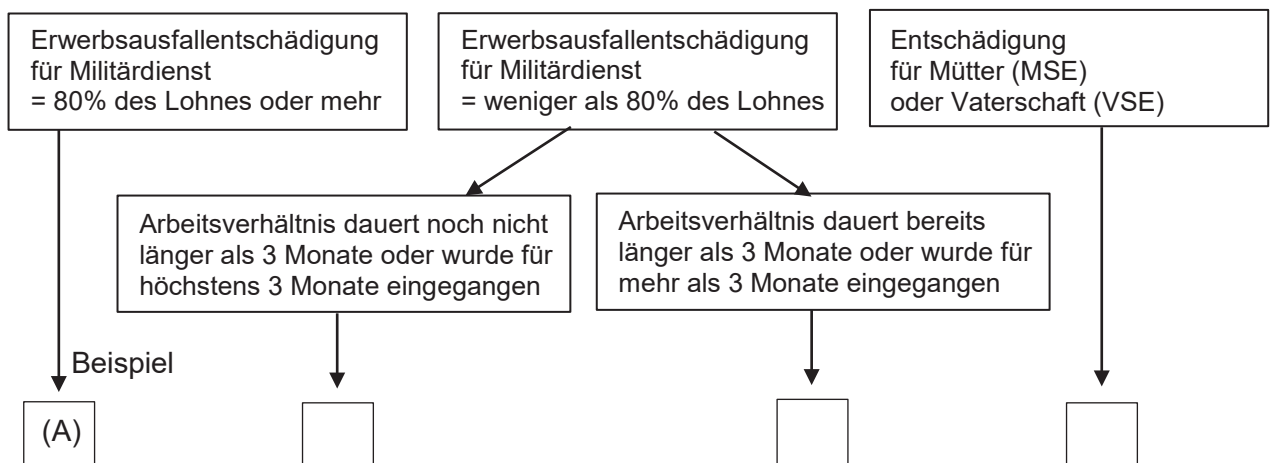 Erwerbsausfallentschädigung
für Militärdienst
= 80% des Lohnes oder mehr
Erwerbsausfallentschädigung
für Militärdienst
= weniger als 80% des Lohnes
Entschädigung
für Mütter (MSE)
oder Vaterschaft (VSE)
Arbeitsverhältnis dauert noch nicht
länger als 3 Monate oder wurde für
höchstens 3 Monate eingegangen
Arbeitsverhältnis dauert bereits
länger als 3 Monate oder wurde für
mehr als 3 Monate eingegangen
Beispiel
(A)